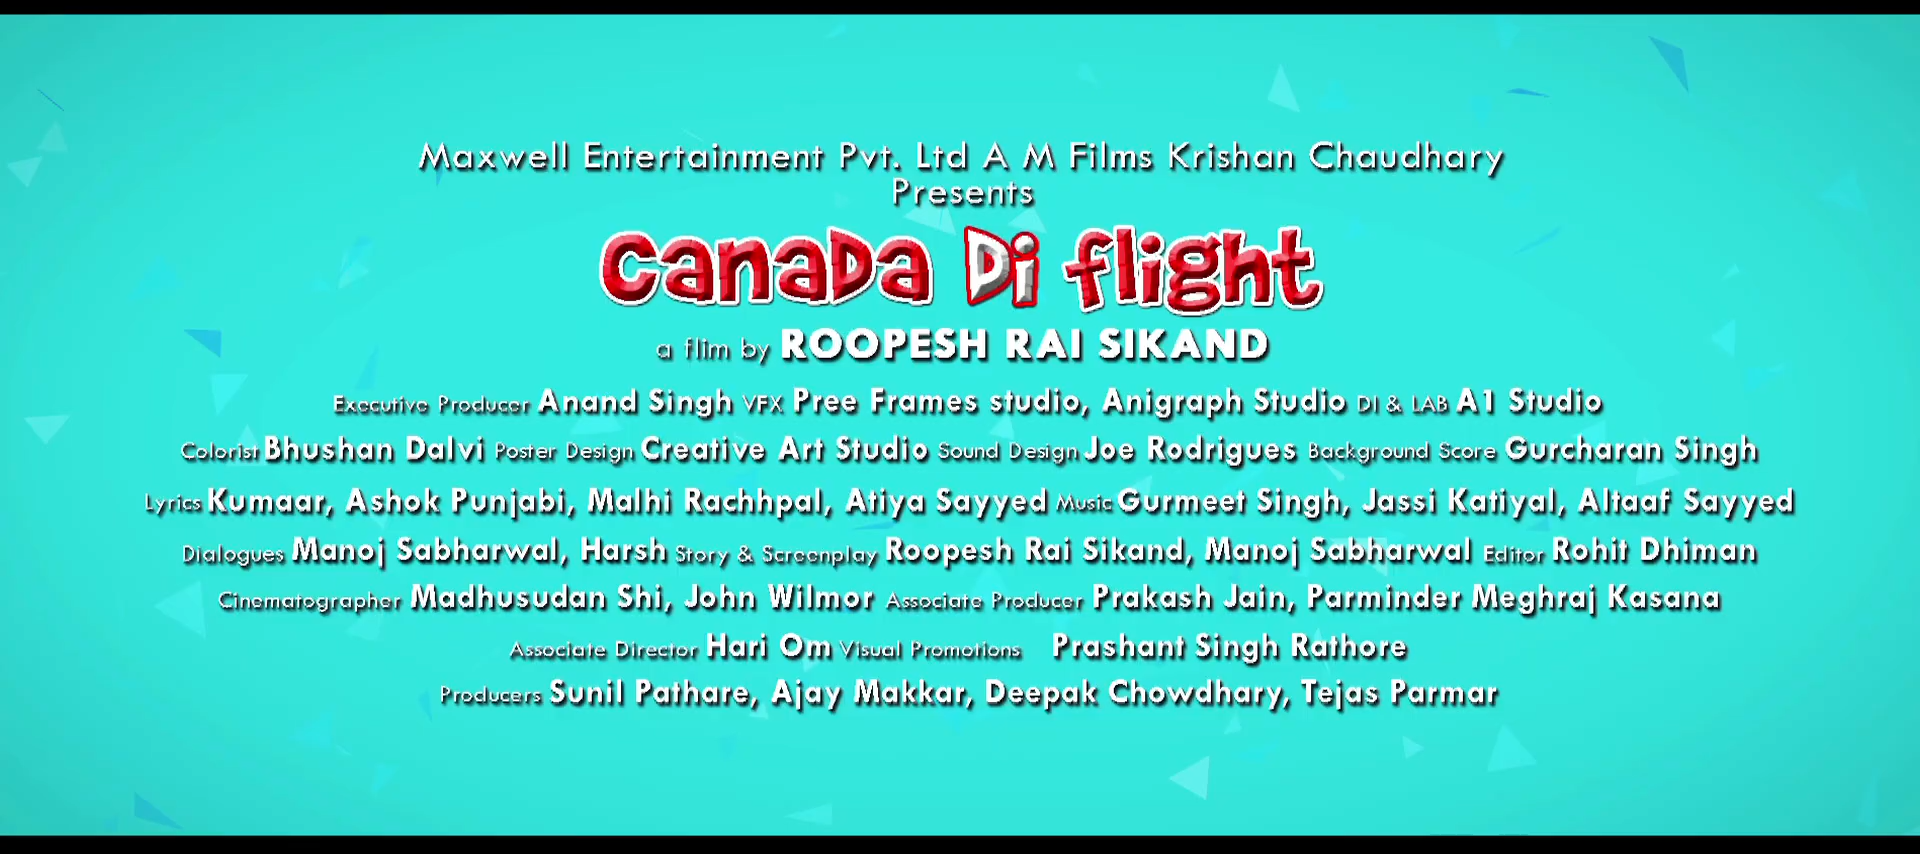 Maxwell Entertainment Pvt. Ltd A M Films Krishan Chaudhary
Presents
Canada Di flight
a flim by ROOPESH RAI SIKAND
Executive Producer Anand Singh VFX Pree Frames studio, Anigraph Studio DI & LAB A1 Studio
Colorist Bhushan Dalvi Poster Design Creative Art Studio Sound Design Joe Rodrigues Background Score Gurcharan Singh
Lyrics Kumaar, Ashok Punjabi, Malhi Rachhpal, Atiya Sayyed Music Gurmeet Singh, Jassi Katiyal, Altaaf Sayyed
Dialogues Manoj Sabharwal, Harsh Story & Screenplay Roopesh Rai Sikand, Manoj Sabharwal Editor Rohit Dhiman
Cinematographer Madhusudan Shi, John Wilmor Associate Producer Prakash Jain, Parminder Meghraj Kasana
Associate Director Hari Om Visual Promotions Prashant Singh Rathore
Producers Sunil Pathare, Ajay Makkar, Deepak Chowdhary, Tejas Parmar